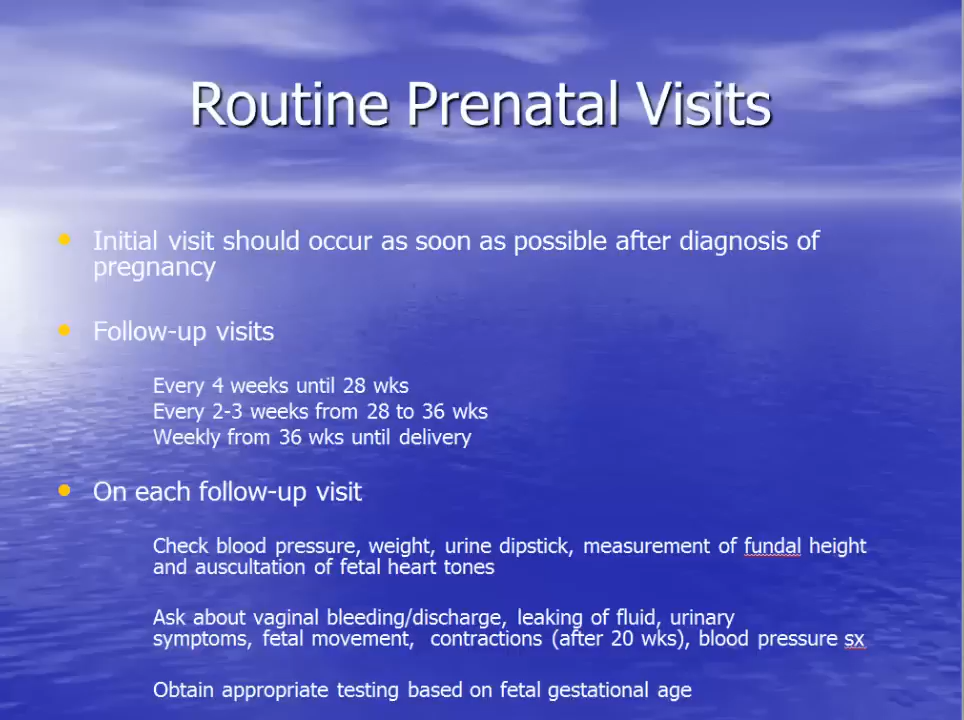 Routine Prenatal Visits
Initial visit should occur as soon as possible after diagnosis of
pregnancy
Follow-up visits
Every 4 weeks until 28 wks
Every 2-3 weeks from 28 to 36 wks
Weekly from 36 wks until delivery
On each follow-up visit
Check blood pressure, weight, urine dipstick, measurement of fundal height
and auscultation of fetal heart tones
Ask about vaginal bleeding/discharge, leaking of fluid, urinary
symptoms, fetal movement,  contractions (after 20 wks), blood pressure sx
Obtain appropriate testing based on fetal gestational age